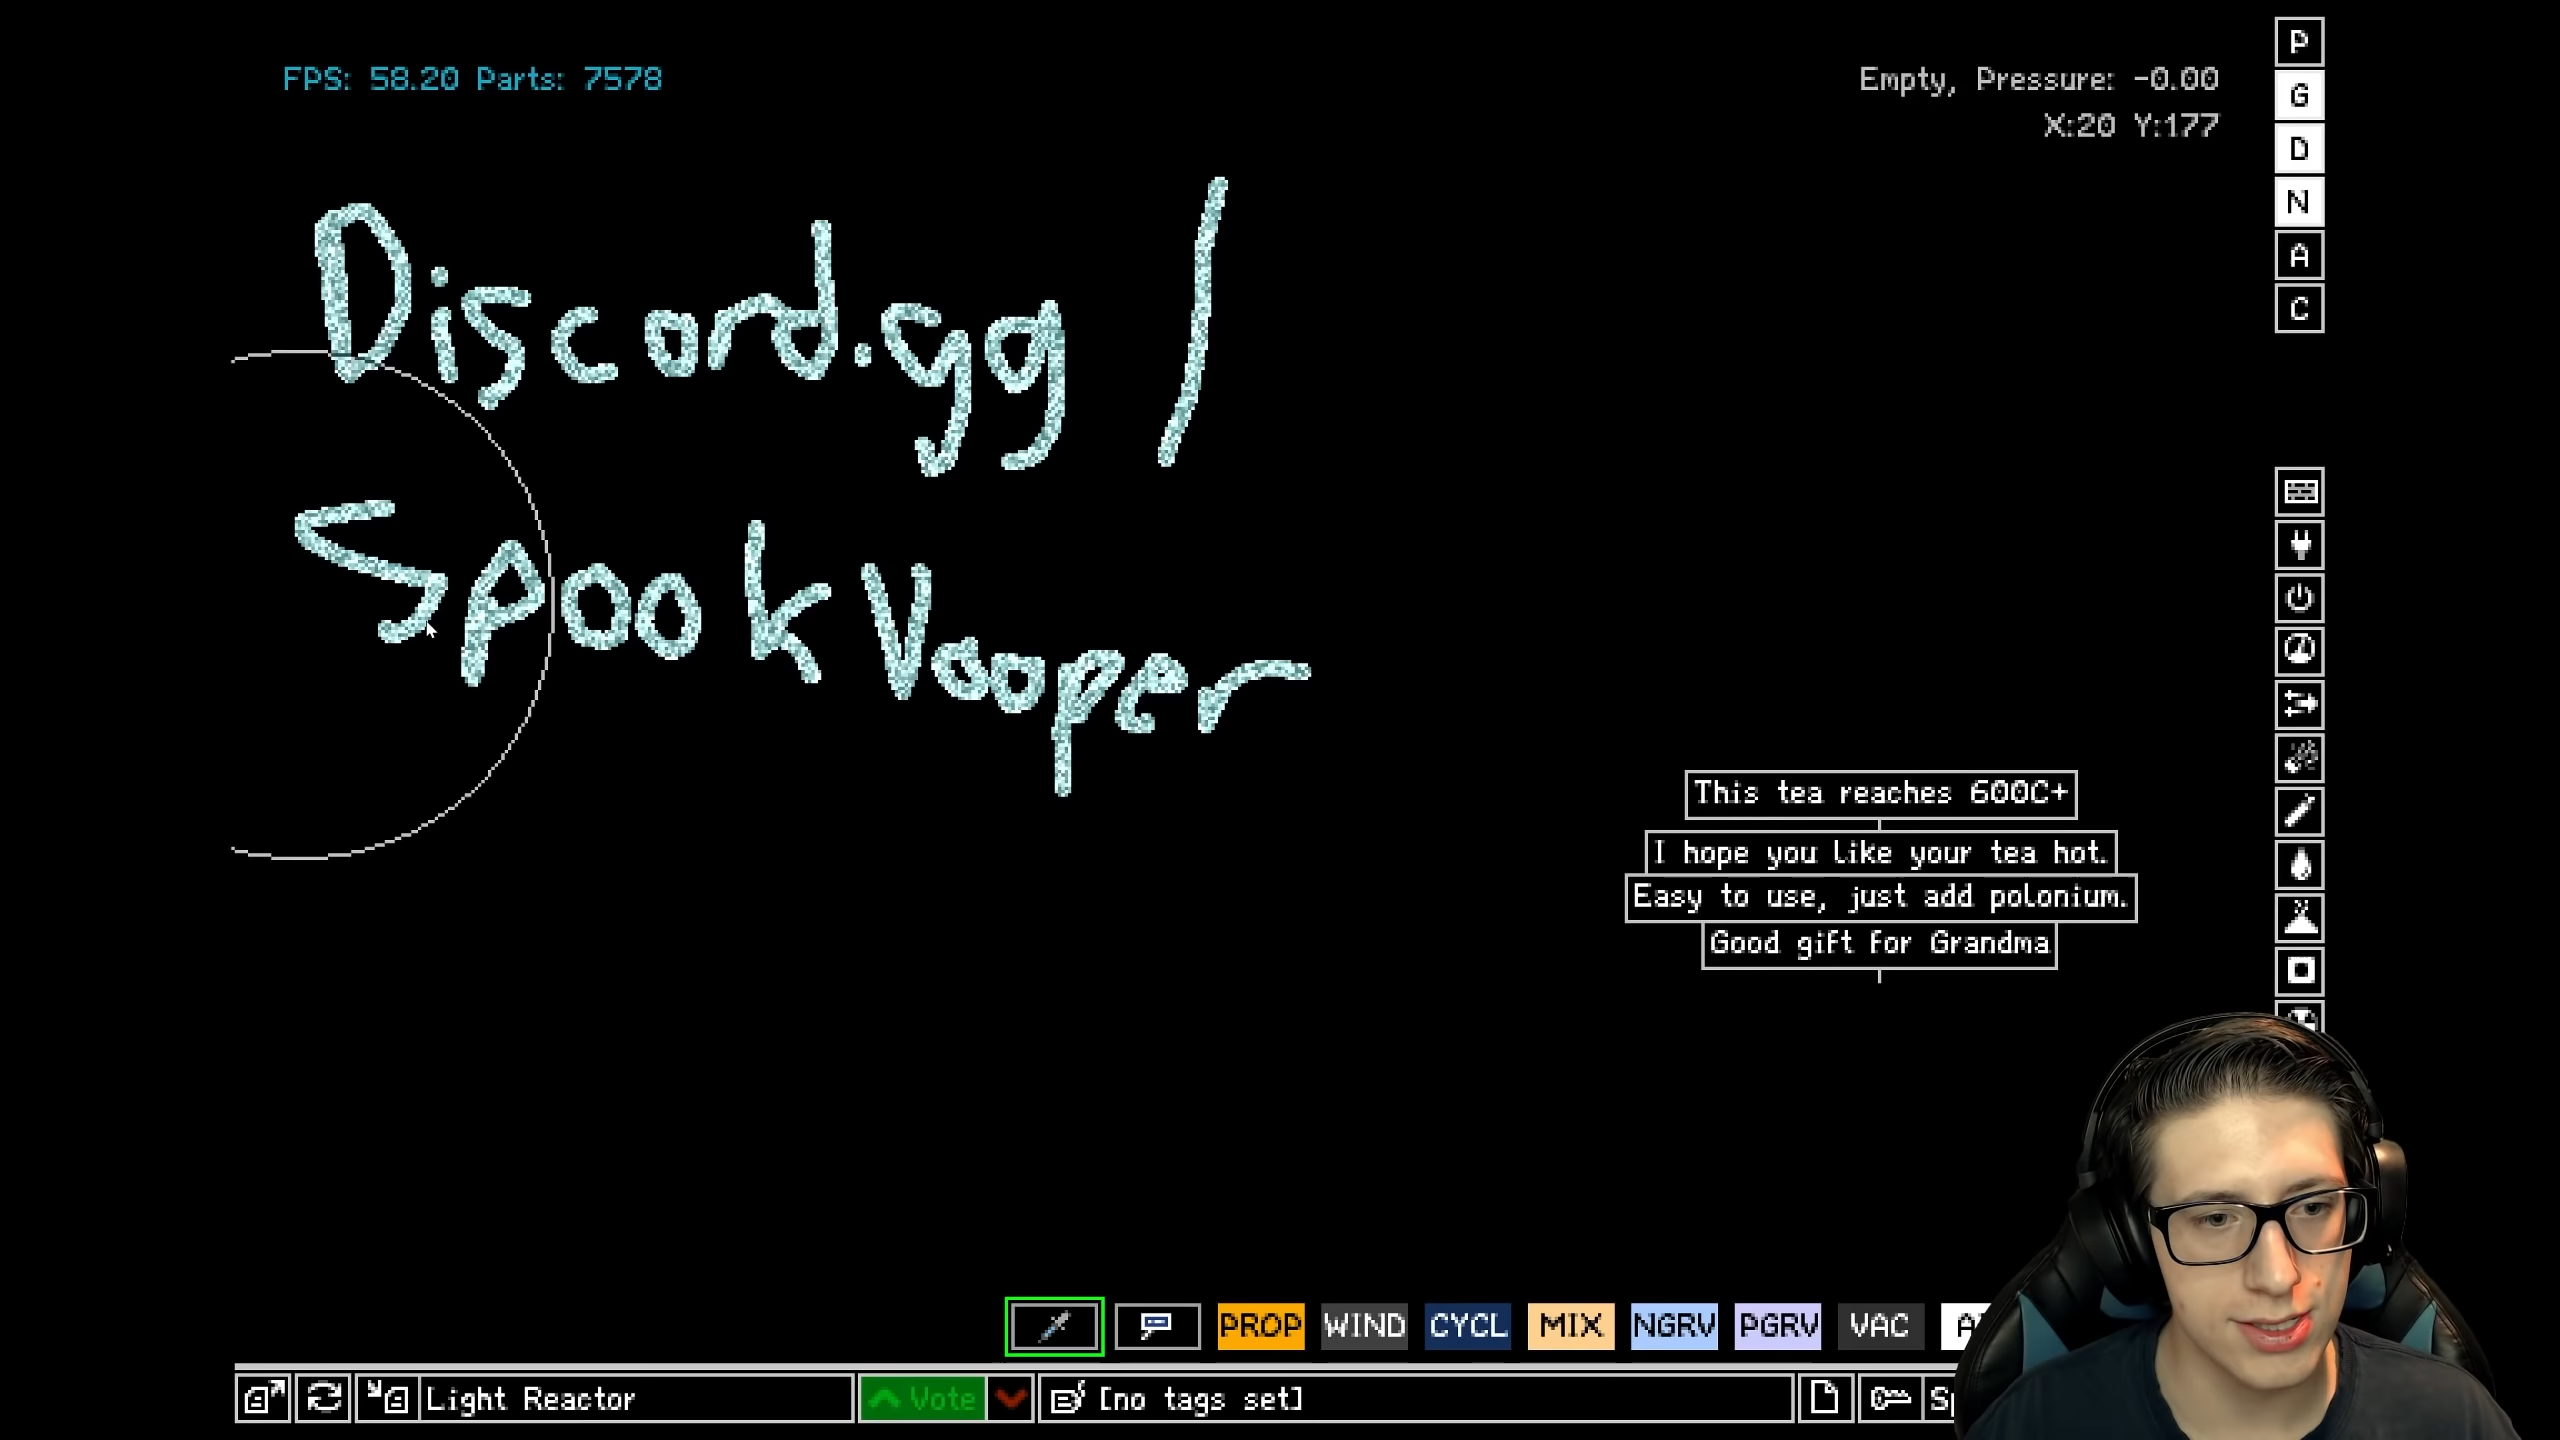 FPS: 58.20 Parts: 7578
Empty, Pressure: -0.00
X:20 Y:177
P
G
D
N
A
C
Discord.gg /
SpookVooper
This tea reaches 600C+
I hope you like your tea hot.
Easy to use, just add polonium.
Good gift for Grandma
PROP WIND CYCL MIX NGRV PGRV VAC
Light Reactor Vote [no tags set]